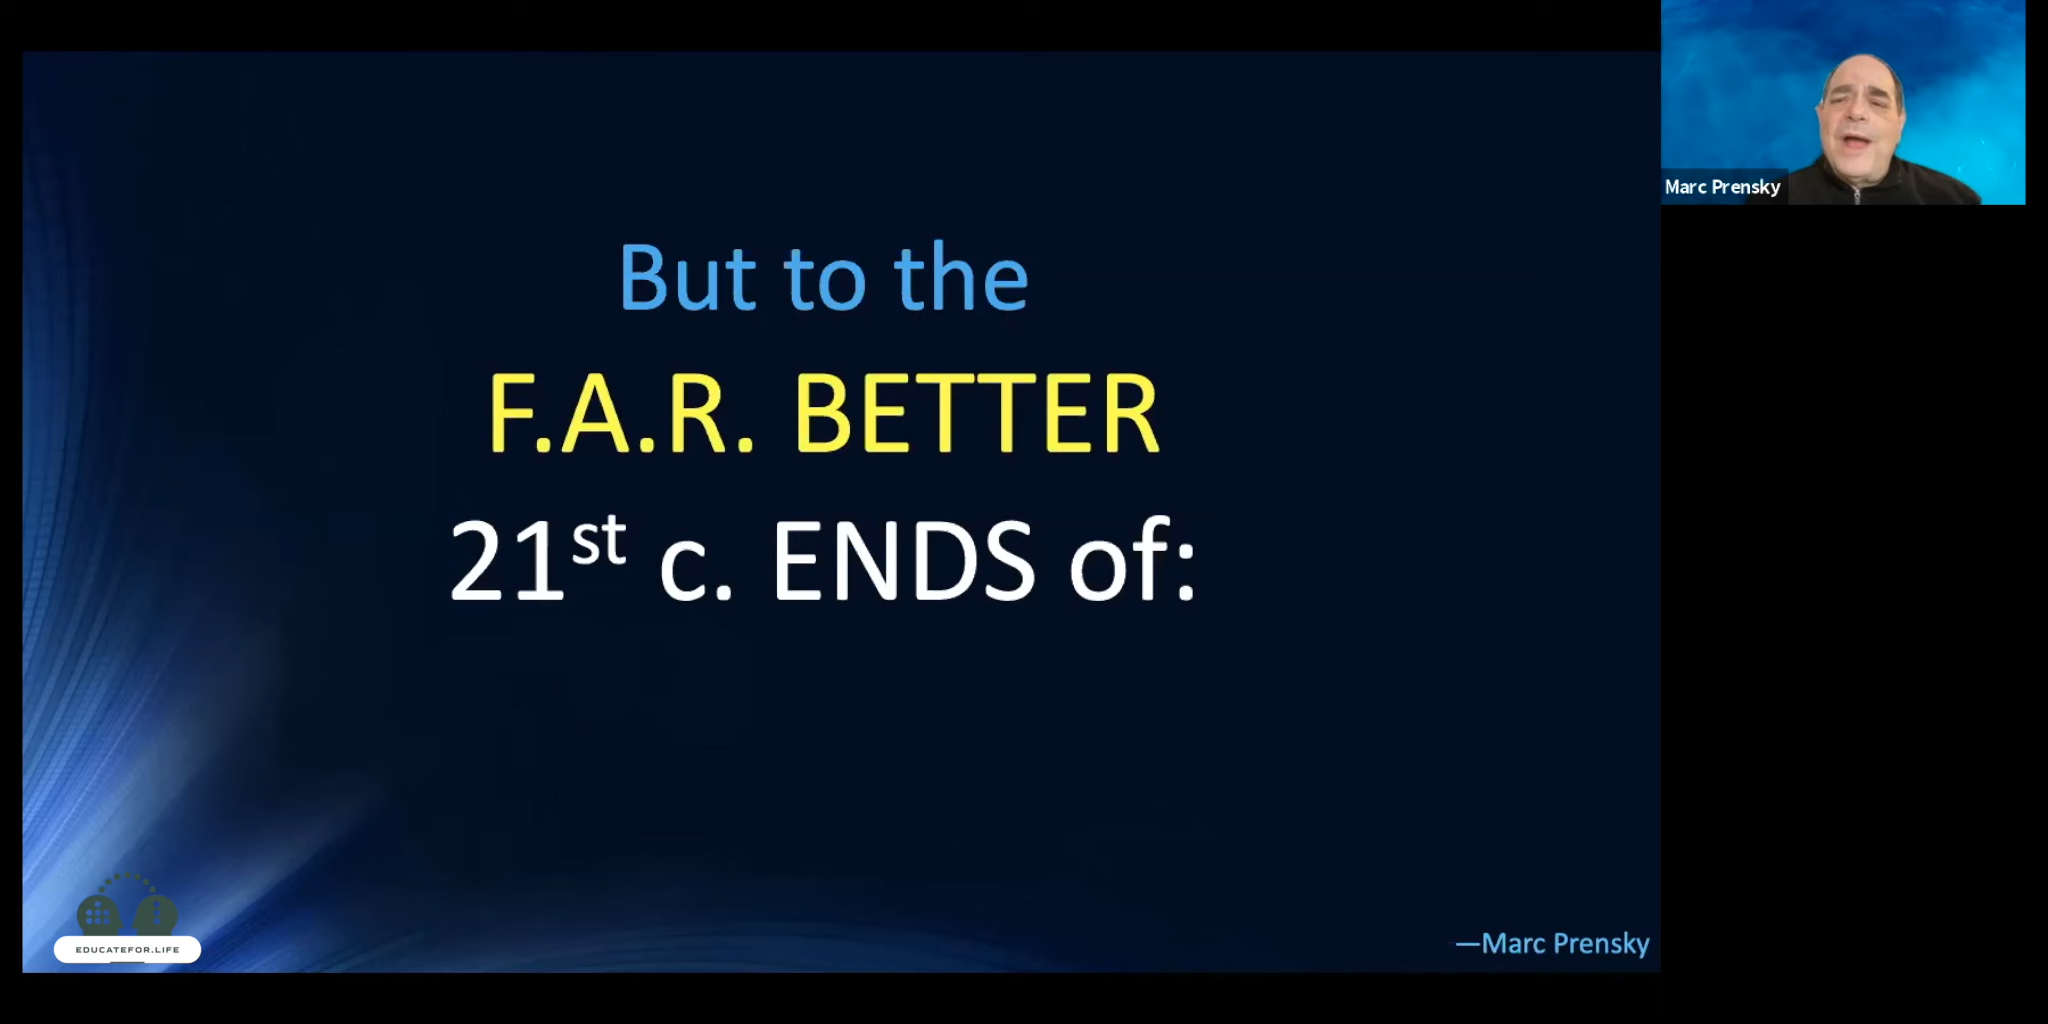 But to the
F.A.R. BETTER
21st c. ENDS of:
—Marc Prensky
EDUCATEFOR.LIFE
Marc Prensky